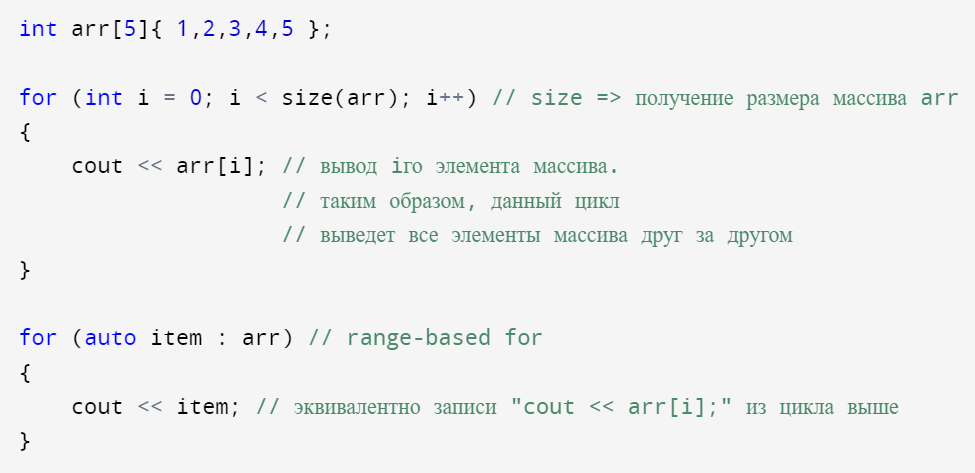 int arr[5]{ 1,2,3,4,5 };
for (int i = 0; i < size(arr); i++) // size => получение размера массива arr
{
cout << arr[i]; // вывод iго элемента массива.
// таким образом, данный цикл
// выведет все элементы массива друг за другом
}
for (auto item : arr) // range-based for
{
cout << item; // эквивалентно записи "cout << arr[i];" из цикла выше
}